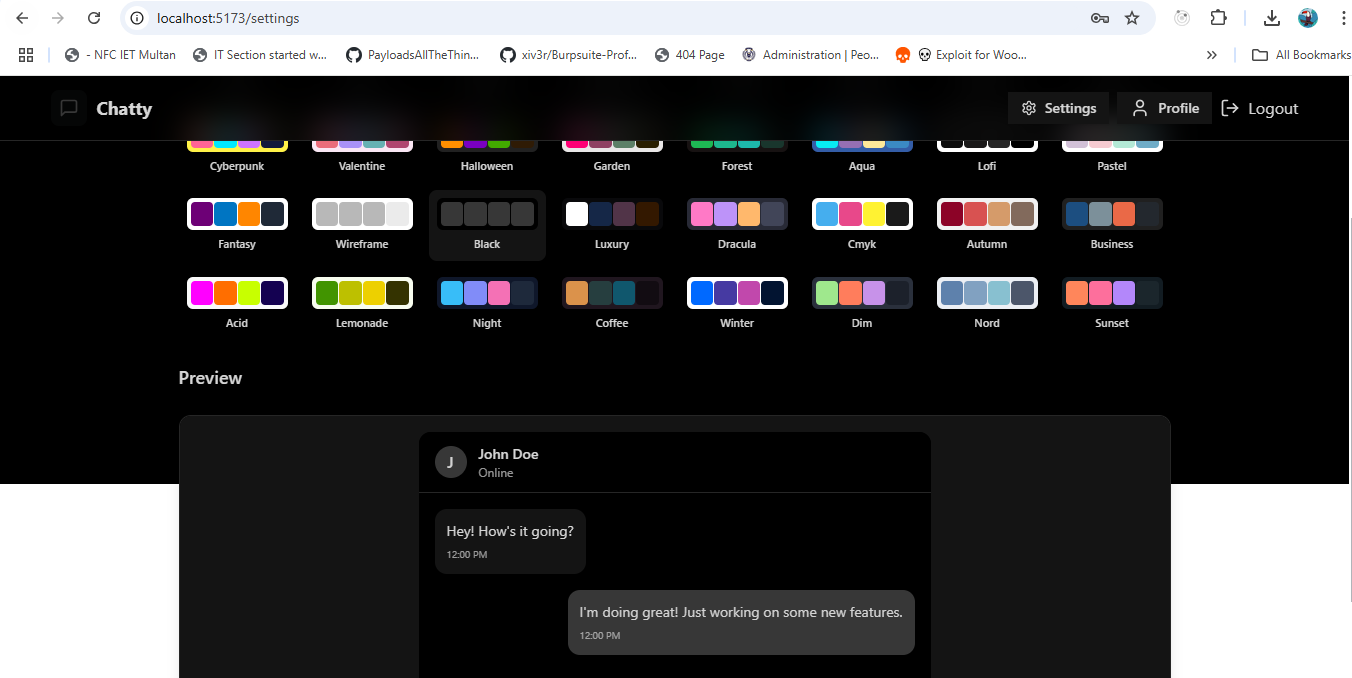 localhost:5173/settings
- NFC IET Multan
IT Section started w...
PayloadsAllTheThin...
xiv3r/Burpsuite-Prof...
404 Page
Administration | Peo...
Exploit for Woo...
All Bookmarks
Chatty
Settings
Profile
Logout
Cyberpunk Valentine Halloween Garden Forest Aqua Lofi Pastel
Fantasy Wireframe Black Luxury Dracula Cmyk Autumn Business
Acid Lemonade Night Coffee Winter Dim Nord Sunset
Preview
J
John Doe
Online
Hey! How's it going?
12:00 PM
I'm doing great! Just working on some new features.
12:00 PM